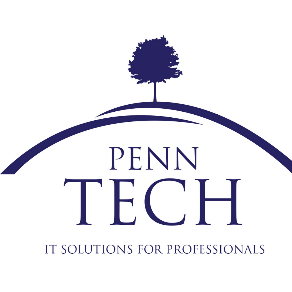 PENN
TECH
IT SOLUTIONS FOR PROFESSIONALS